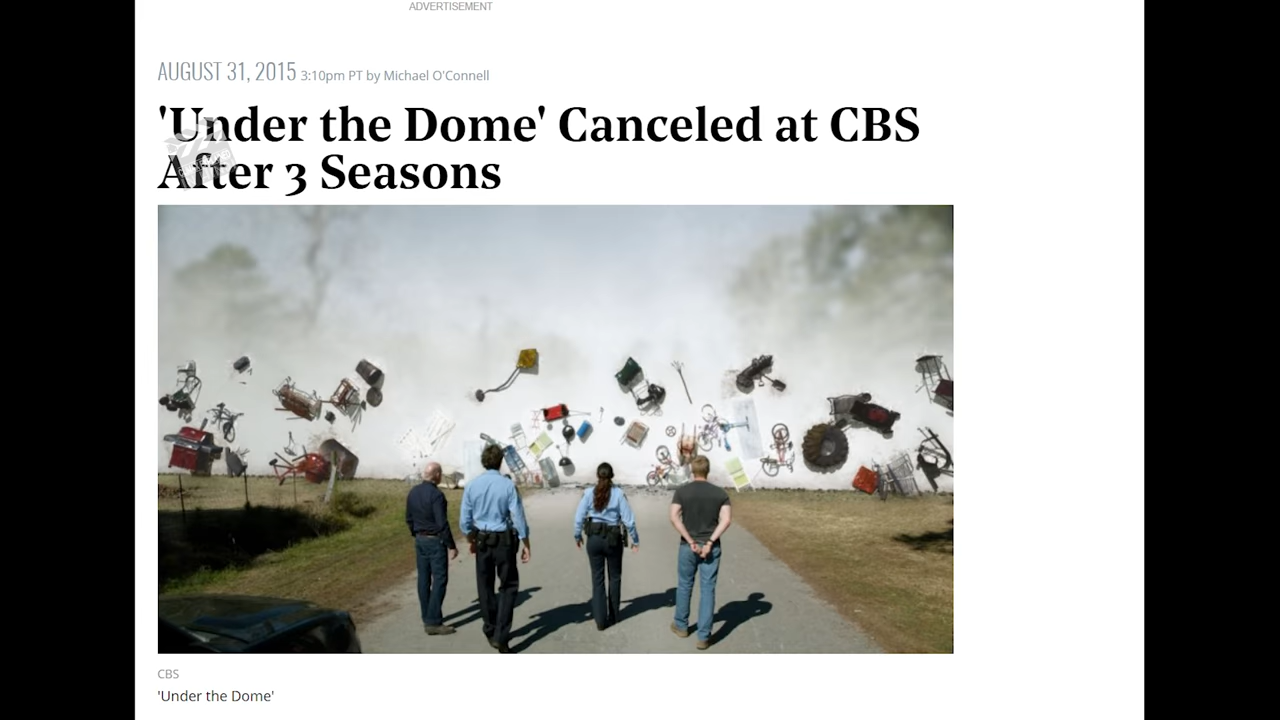 ADVERTISEMENT
AUGUST 31, 2015 3:10pm PT by Michael O'Connell
'Under the Dome' Canceled at CBS
After 3 Seasons
CBS
'Under the Dome'